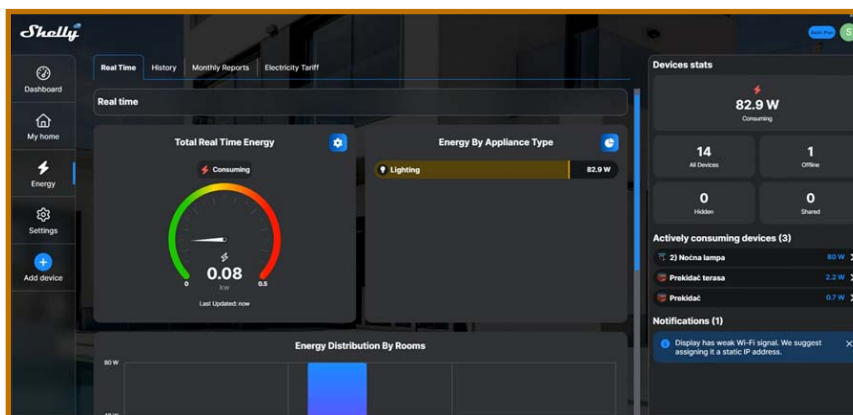 Shelly
S
Dashboard
My home
Energy
Settings
Add device
Real Time
History
Monthly Reports
Electricity Tariff
Real time
Total Real Time Energy
Consuming
0
0.5
0.08
kw
Last Updated: now
Energy By Appliance Type
Lighting
82.9 W
Energy Distribution By Rooms
80 W
Devices stats
82.9 W
Consuming
14
All Devices
1
Offline
0
Hidden
0
Shared
Actively consuming devices (3)
2) Noćna lampa
80 W
Prekidač terasa
2.2 W
Prekidač
0.7 W
Notifications (1)
Display has weak Wi-Fi signal. We suggest
assigning it a static IP address.